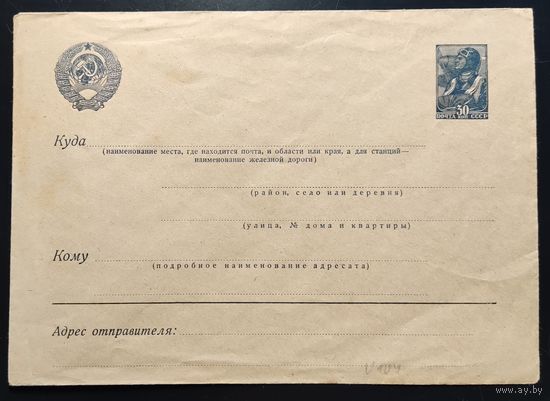 30
ПОЧТА КОП СССР
Куда
(наименование места, где находится почта, и области или края, а для станций—
наименование железной дороги)
(район, село или деревня)
(улица, № дома и квартиры)
Кому
(подробное наименование адресата)
Адрес отправителя:
www.ay.by